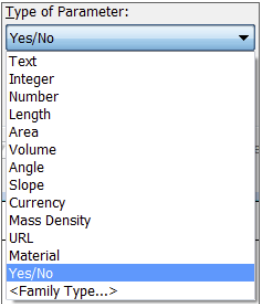 Type of Parameter:
Yes/No
Text
Integer
Number
Length
Area
Volume
Angle
Slope
Currency
Mass Density
URL
Material
Yes/No
<Family Type...>